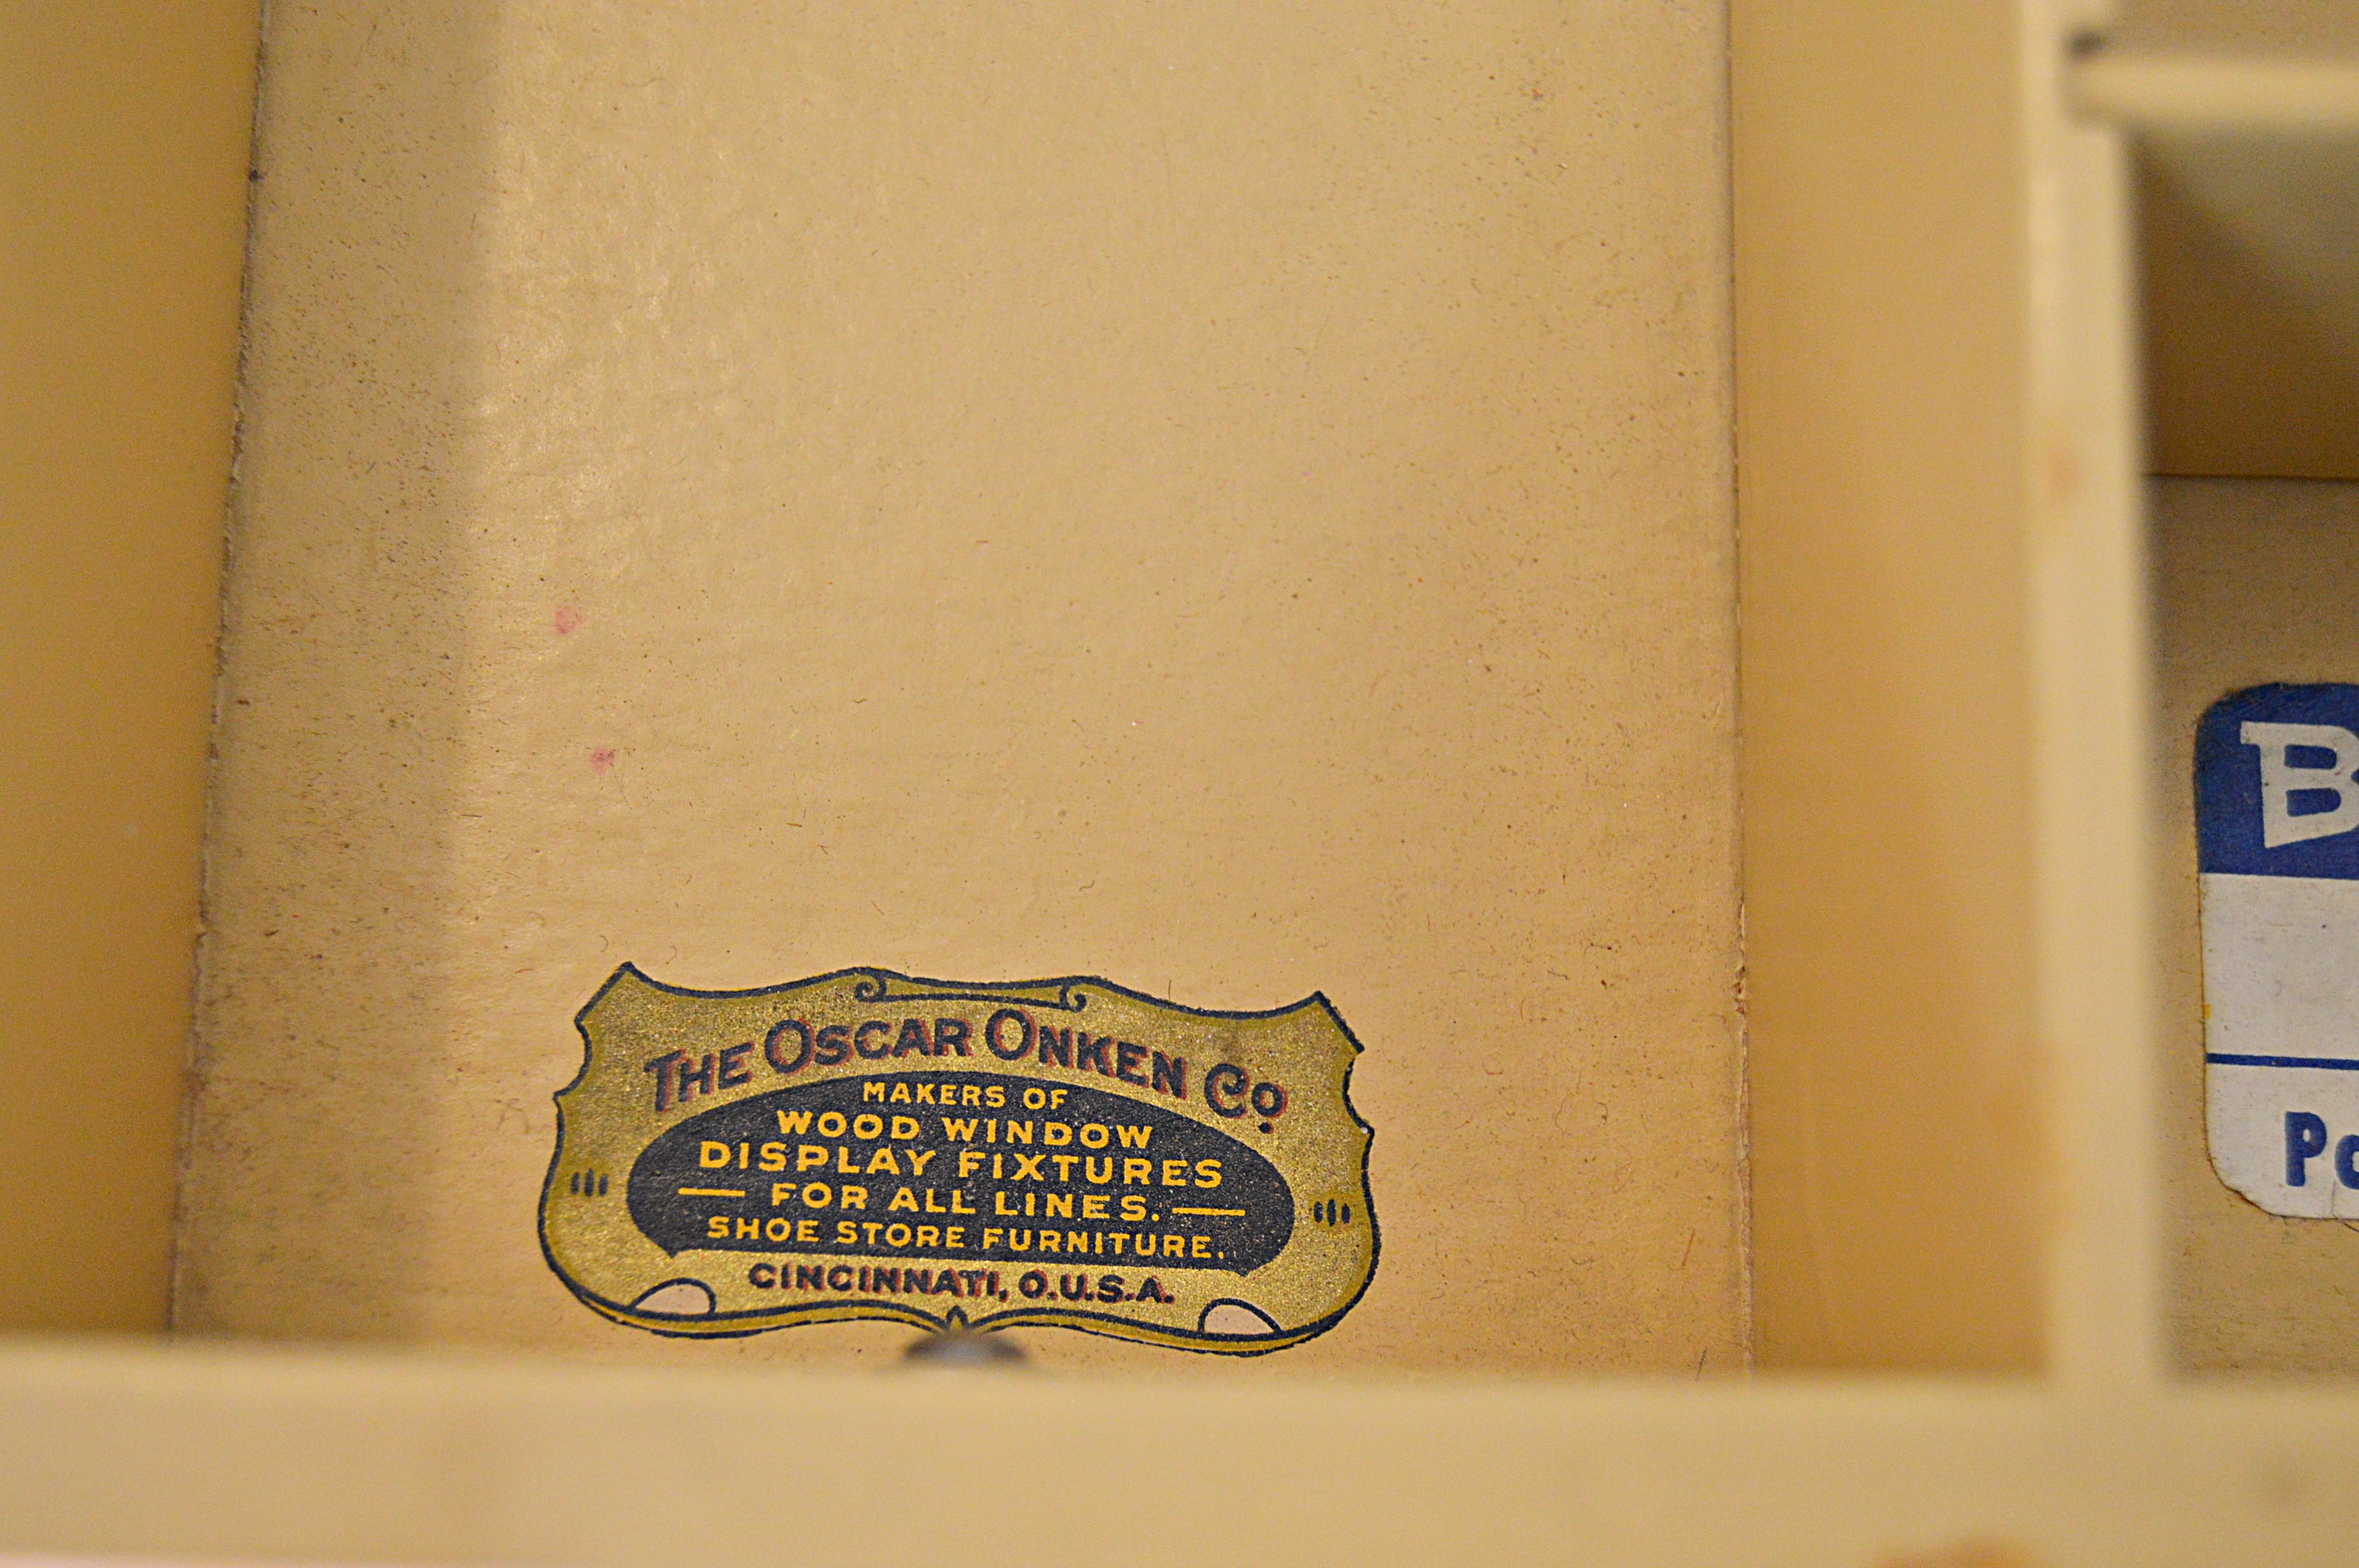 THE OSCAR ONKEN CO.
MAKERS OF
WOOD WINDOW
DISPLAY FIXTURES
— FOR ALL LINES. —
SHOE STORE FURNITURE.
CINCINNATI, O.U.S.A.
B